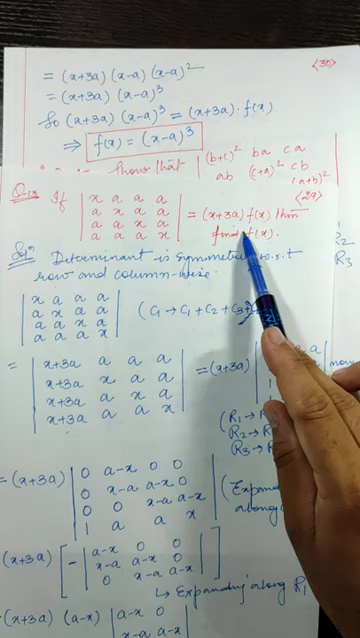 = (x+3a) (x-a) (x-a)²
<30>
= (x+3a) (x-a)³
So (x+3a) (x-a)³ = (x+3a). f(x)
⇒ f(x) = (x-a)³
Show that | (b+c)² ba ca
ab (c+a)² cb
(a+b)²
<29>
If | x a a a |
| a x a a |
| a a x a |
| a a a x | = (x+3a) f(x) then
find f(x).
Solⁿ Determinant is Symmetric w.r.t
row and column-wise.
R2
R3
| x a a a |
| a x a a |
| a a x a |
| a a a x | (C1 → C1 + C2 + C3 +
= | x+3a a a a |
| x+3a x a a |
| x+3a a x a |
| x+3a a a x | = (x+3a) |
(R1 → R
R2 → R
R3 →
= (x+3a) | 0 a-x 0 0 |
| 0 x-a a-x 0 |
| 0 0 x-a a-x |
| 1 a a x | (Expand
along
(x+3a) [ - | a-x 0 0 |
| x-a a-x 0 |
| 0 x-a a-x | ]
↳ Expanding along R1
(x+3a) (a-x) | a-x 0
x-a a-x |